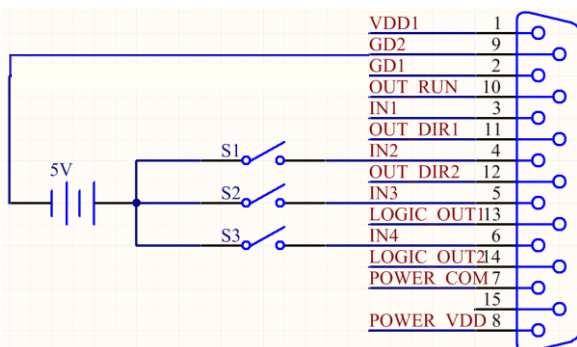 VDD1 1
GD2 9
GD1 2
OUT_RUN 10
IN1 3
OUT_DIR1 11
S1 IN2 4
5V OUT_DIR2 12
S2 IN3 5
LOGIC_OUT1 13
S3 IN4 6
LOGIC_OUT2 14
POWER_COM 7
15
POWER_VDD 8